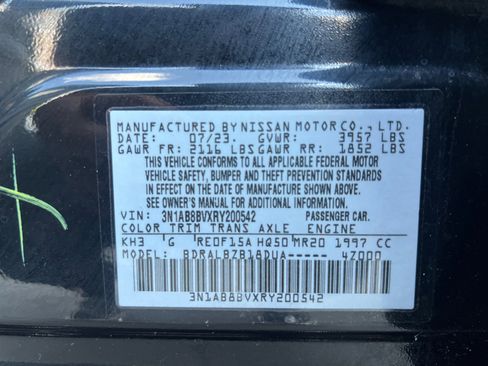 MANUFACTURED BY NISSAN MOTOR CO., LTD.
DATE: 07/23. GVWR: 3957 LBS
GAWR FR: 2116 LBS GAWR RR: 1852 LBS
THIS VEHICLE CONFORMS TO ALL APPLICABLE FEDERAL MOTOR
VEHICLE SAFETY, BUMPER AND THEFT PREVENTION STANDARDS
IN EFFECT ON THE DATE OF MANUFACTURE SHOWN ABOVE.
SEE OWNER'S MANUAL FOR ADDITIONAL INFORMATION
VIN: 3N1AB8BVXRY200542 PASSENGER CAR.
COLOR TRIM TRANS AXLE ENGINE
KH3 G RE0F15A HQ50 MR20 1997 CC
MODEL: BDRALBZB18DUA----- 4Z000
3N1AB8BVXRY200542